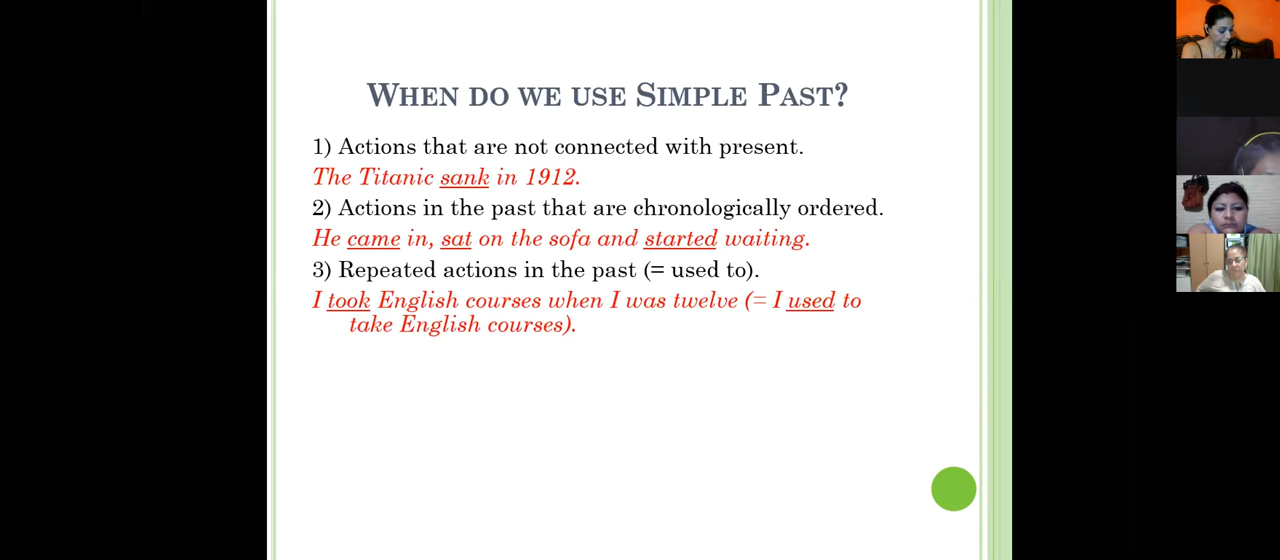 WHEN DO WE USE SIMPLE PAST?
1) Actions that are not connected with present.
The Titanic sank in 1912.
2) Actions in the past that are chronologically ordered.
He came in, sat on the sofa and started waiting.
3) Repeated actions in the past (= used to).
I took English courses when I was twelve (= I used to
take English courses).